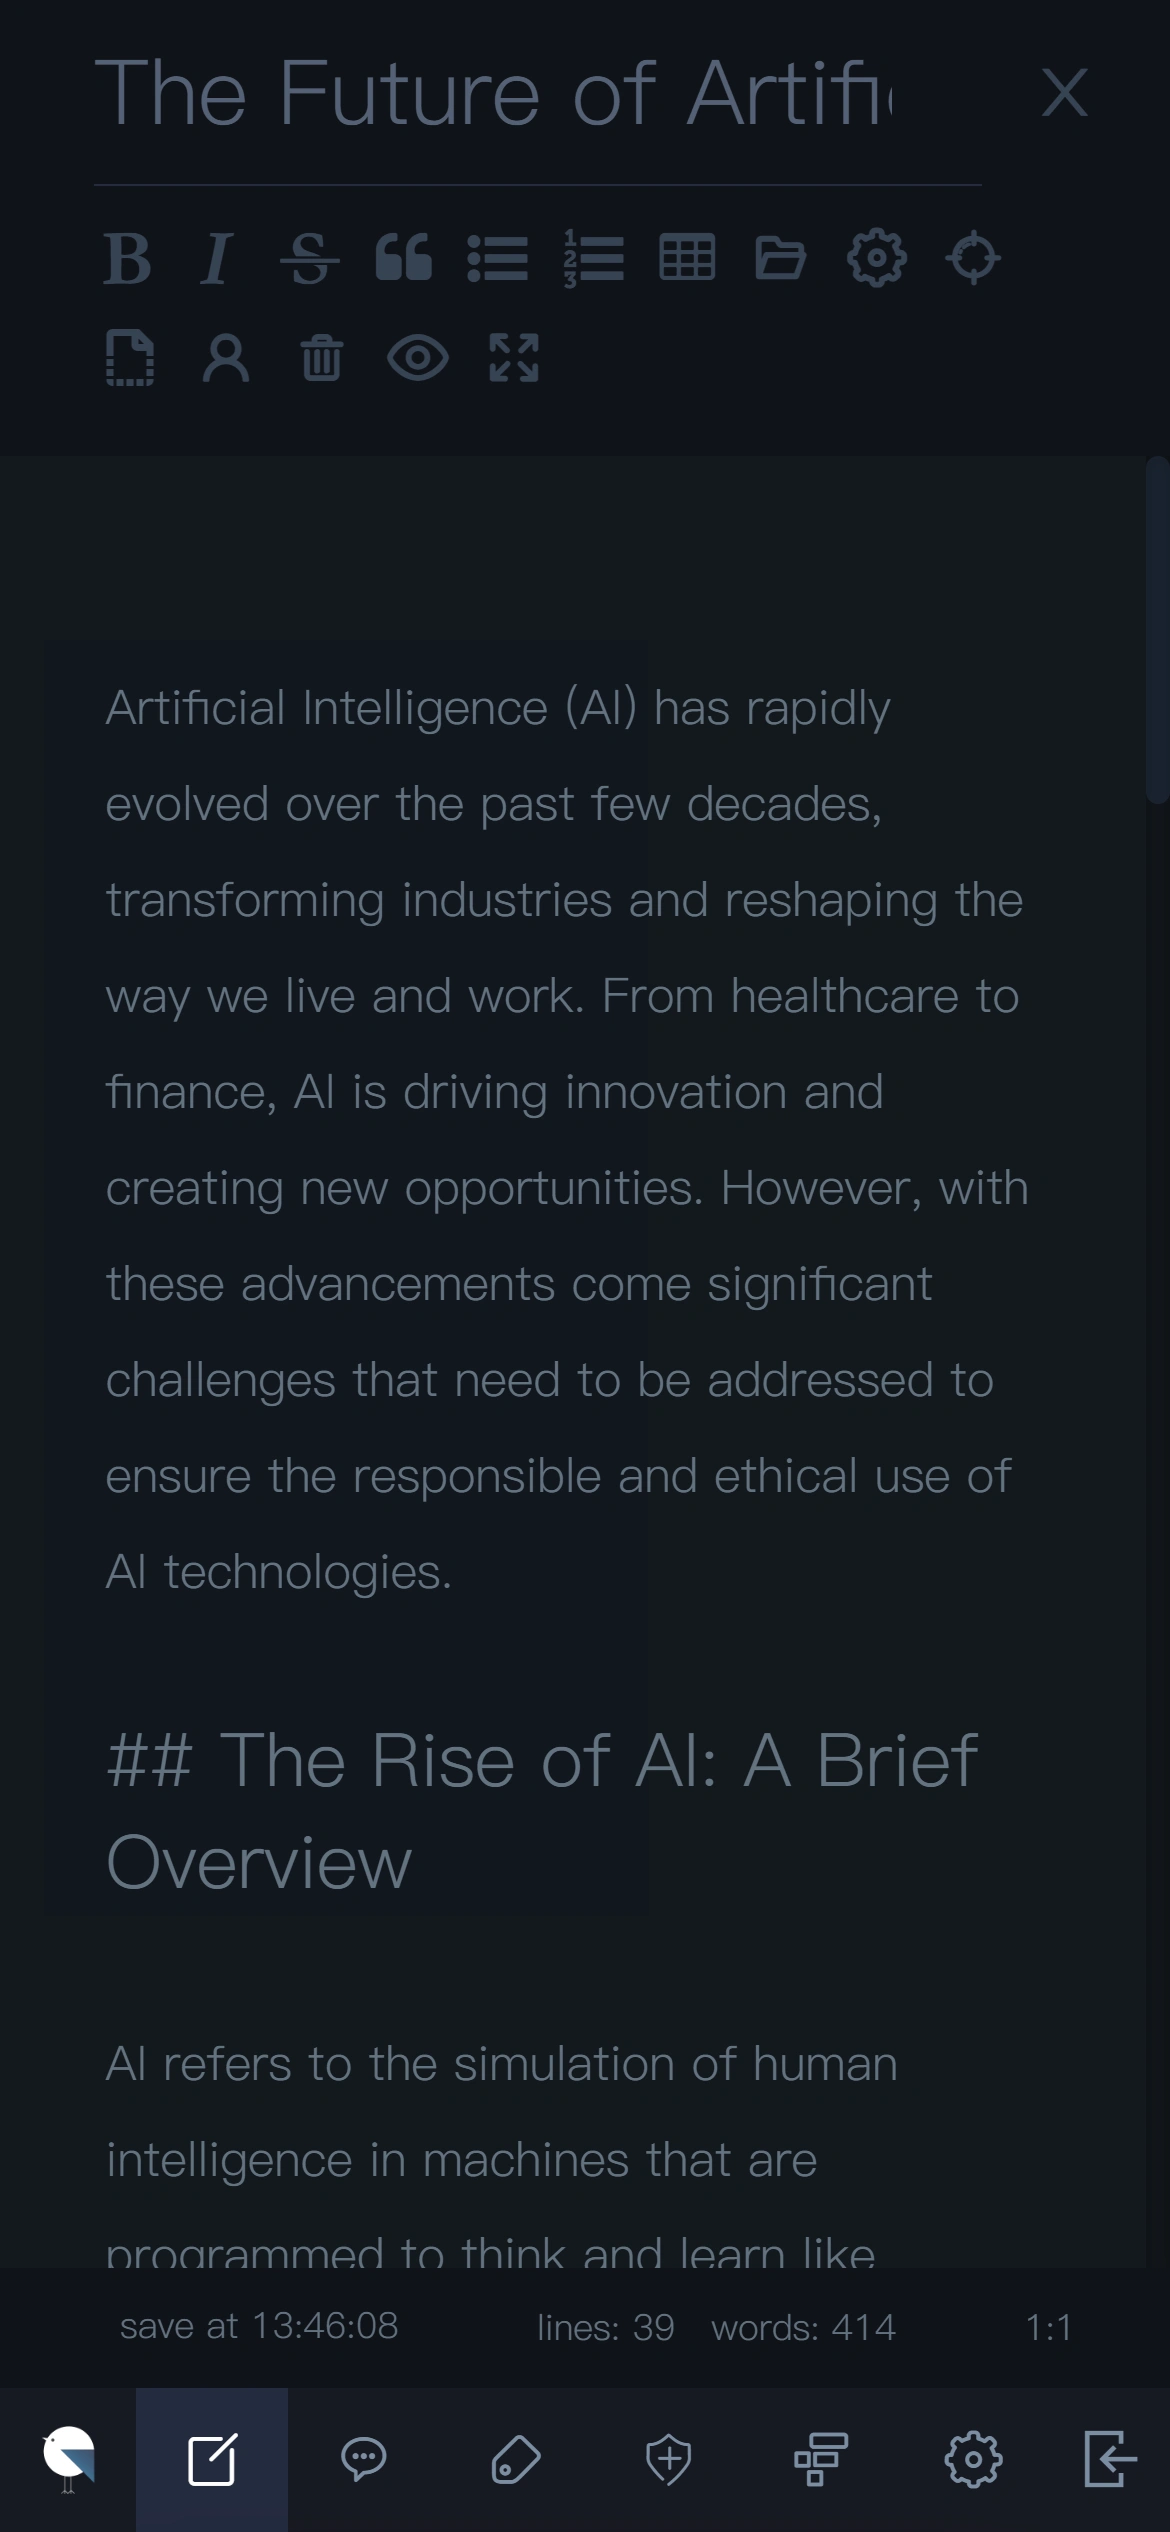 The Future of Artifi
B I S
1
2
3
Artificial Intelligence (AI) has rapidly
evolved over the past few decades,
transforming industries and reshaping the
way we live and work. From healthcare to
finance, AI is driving innovation and
creating new opportunities. However, with
these advancements come significant
challenges that need to be addressed to
ensure the responsible and ethical use of
AI technologies.
## The Rise of AI: A Brief
Overview
AI refers to the simulation of human
intelligence in machines that are
programmed to think and learn like
save at 13:46:08 lines: 39 words: 414 1:1